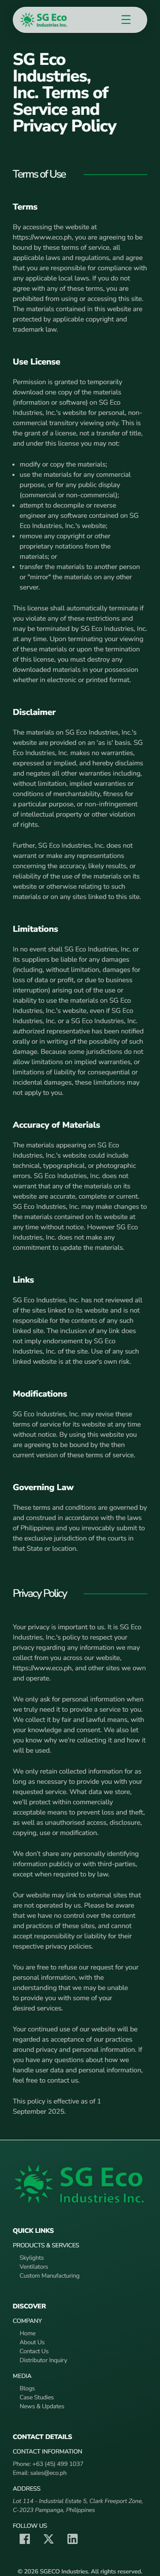 SG Eco
Industries Inc.
SG Eco
Industries,
Inc. Terms of
Service and
Privacy Policy
Terms of Use
Terms
By accessing the website at
https://www.eco.ph, you are agreeing to be
bound by these terms of service, all
applicable laws and regulations, and agree
that you are responsible for compliance with
any applicable local laws. If you do not
agree with any of these terms, you are
prohibited from using or accessing this site.
The materials contained in this website are
protected by applicable copyright and
trademark law.
Use License
Permission is granted to temporarily
download one copy of the materials
(information or software) on SG Eco
Industries, Inc.'s website for personal, non-
commercial transitory viewing only. This is
the grant of a license, not a transfer of title,
and under this license you may not:
• modify or copy the materials;
• use the materials for any commercial
purpose, or for any public display
(commercial or non-commercial);
• attempt to decompile or reverse
engineer any software contained on SG
Eco Industries, Inc.'s website;
• remove any copyright or other
proprietary notations from the
materials; or
• transfer the materials to another person
or "mirror" the materials on any other
server.
This license shall automatically terminate if
you violate any of these restrictions and
may be terminated by SG Eco Industries, Inc.
at any time. Upon terminating your viewing
of these materials or upon the termination
of this license, you must destroy any
downloaded materials in your possession
whether in electronic or printed format.
Disclaimer
The materials on SG Eco Industries, Inc.'s
website are provided on an 'as is' basis. SG
Eco Industries, Inc. makes no warranties,
expressed or implied, and hereby disclaims
and negates all other warranties including,
without limitation, implied warranties or
conditions of merchantability, fitness for
a particular purpose, or non-infringement
of intellectual property or other violation
of rights.
Further, SG Eco Industries, Inc. does not
warrant or make any representations
concerning the accuracy, likely results, or
reliability of the use of the materials on its
website or otherwise relating to such
materials or on any sites linked to this site.
Limitations
In no event shall SG Eco Industries, Inc. or
its suppliers be liable for any damages
(including, without limitation, damages for
loss of data or profit, or due to business
interruption) arising out of the use or
inability to use the materials on SG Eco
Industries, Inc.'s website, even if SG Eco
Industries, Inc. or a SG Eco Industries, Inc.
authorized representative has been notified
orally or in writing of the possibility of such
damage. Because some jurisdictions do not
allow limitations on implied warranties, or
limitations of liability for consequential or
incidental damages, these limitations may
not apply to you.
Accuracy of Materials
The materials appearing on SG Eco
Industries, Inc.'s website could include
technical, typographical, or photographic
errors. SG Eco Industries, Inc. does not
warrant that any of the materials on its
website are accurate, complete or current.
SG Eco Industries, Inc. may make changes to
the materials contained on its website at
any time without notice. However SG Eco
Industries, Inc. does not make any
commitment to update the materials.
Links
SG Eco Industries, Inc. has not reviewed all
of the sites linked to its website and is not
responsible for the contents of any such
linked site. The inclusion of any link does
not imply endorsement by SG Eco
Industries, Inc. of the site. Use of any such
linked website is at the user's own risk.
Modifications
SG Eco Industries, Inc. may revise these
terms of service for its website at any time
without notice. By using this website you
are agreeing to be bound by the then
current version of these terms of service.
Governing Law
These terms and conditions are governed by
and construed in accordance with the laws
of Philippines and you irrevocably submit to
the exclusive jurisdiction of the courts in
that State or location.
Privacy Policy
Your privacy is important to us. It is SG Eco
Industries, Inc.'s policy to respect your
privacy regarding any information we may
collect from you across our website,
https://www.eco.ph, and other sites we own
and operate.
We only ask for personal information when
we truly need it to provide a service to you.
We collect it by fair and lawful means, with
your knowledge and consent. We also let
you know why we're collecting it and how it
will be used.
We only retain collected information for as
long as necessary to provide you with your
requested service. What data we store,
we'll protect within commercially
acceptable means to prevent loss and theft,
as well as unauthorised access, disclosure,
copying, use or modification.
We don't share any personally identifying
information publicly or with third-parties,
except when required to by law.
Our website may link to external sites that
are not operated by us. Please be aware
that we have no control over the content
and practices of these sites, and cannot
accept responsibility or liability for their
respective privacy policies.
You are free to refuse our request for your
personal information, with the
understanding that we may be unable
to provide you with some of your
desired services.
Your continued use of our website will be
regarded as acceptance of our practices
around privacy and personal information. If
you have any questions about how we
handle user data and personal information,
feel free to contact us.
This policy is effective as of 1
September 2025.
SG Eco
Industries Inc.
QUICK LINKS
PRODUCTS & SERVICES
Skylights
Ventilators
Custom Manufacturing
DISCOVER
COMPANY
Home
About Us
Contact Us
Distributor Inquiry
MEDIA
Blogs
Case Studies
News & Updates
CONTACT DETAILS
CONTACT INFORMATION
Phone: +63 (45) 499 1037
Email: sales@eco.ph
ADDRESS
Lot 114 - Industrial Estate 5, Clark Freeport Zone,
C-2023 Pampanga, Philippines
FOLLOW US
© 2026 SGECO Industries. All rights reserved.